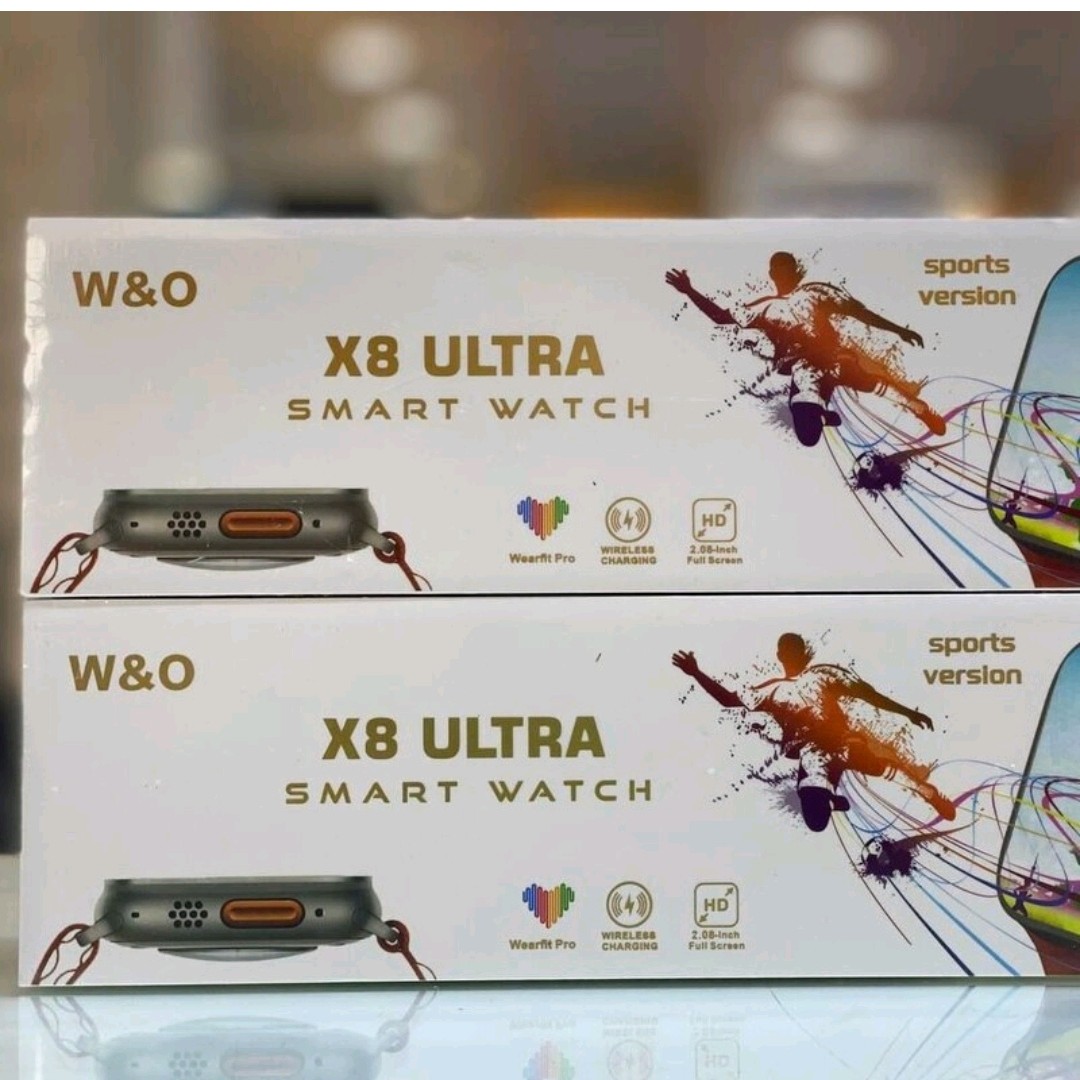 W&O
sports
version
X8 ULTRA
SMART WATCH
Wearfit Pro
WIRELESS
CHARGING
HD
2.08-inch
Full Screen
W&O
sports
version
X8 ULTRA
SMART WATCH
Wearfit Pro
WIRELESS
CHARGING
HD
2.08-inch
Full Screen